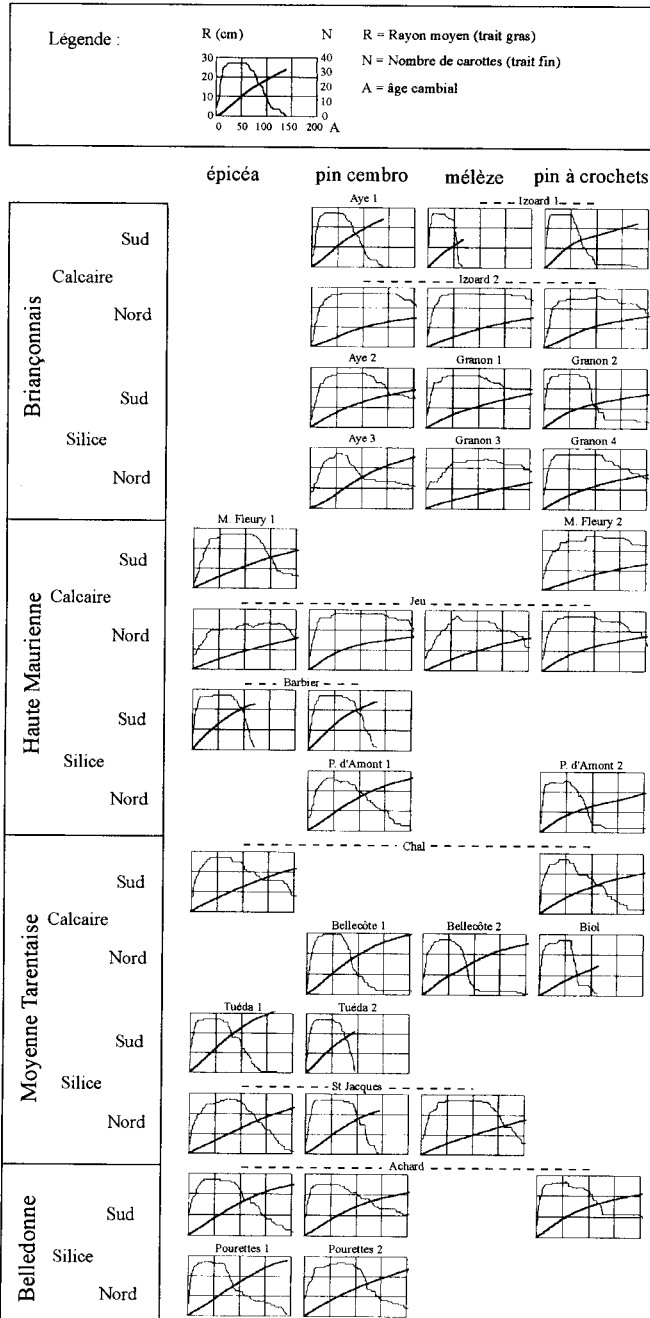 Légende :
R (cm) N
R = Rayon moyen (trait gras)
30 40
20 30
20
10 10
0 0
0 50 100 150 200 A
N = Nombre de carottes (trait fin)
A = âge cambial
épicéa pin cembro mélèze pin à crochets
Briançonnais
Calcaire
Sud
Aye 1 Izoard 1
Nord
Izoard 2
Silice
Sud
Aye 2 Granon 1 Granon 2
Nord
Aye 3 Granon 3 Granon 4
Haute Maurienne
Calcaire
Sud
M. Fleury 1 M. Fleury 2
Nord
Jeu
Silice
Sud
Barbier
Nord
P. d'Amont 1 P. d'Amont 2
Moyenne Tarentaise
Calcaire
Sud
Chal
Nord
Bellecôte 1 Bellecôte 2 Biol
Silice
Sud
Tuéda 1 Tuéda 2
Nord
St Jacques
Belledonne
Silice
Sud
Achard
Nord
Pourettes 1 Pourettes 2